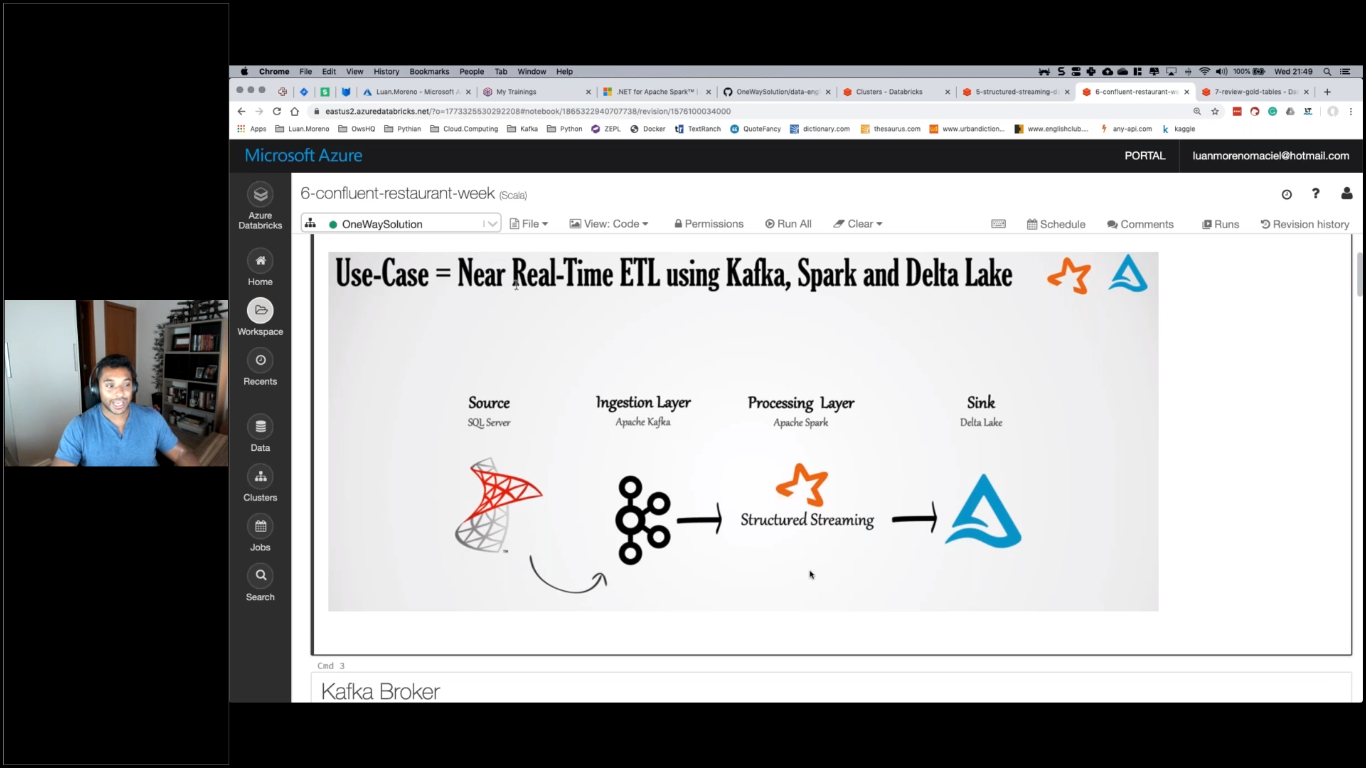 Chrome File Edit View History Bookmarks People Tab Window Help 100% Wed 21:49
Luan.Moreno - Microsoft A My Trainings .NET for Apache Spark™ | OneWaySolution/data-eng Clusters - Databricks 5-structured-streaming-d 6-confluent-restaurant-we 7-review-gold-tables - Da
eastus2.azuredatabricks.net/?o=1773325530292208#notebook/1865322940707738/revision/1576100034000
Apps Luan.Moreno OwsHQ Pythian Cloud.Computing Kafka Python ZEPL Docker TextRanch QuoteFancy dictionary.com thesaurus.com www.urbandiction... www.englishclub.... any-api.com kaggle
Microsoft Azure PORTAL luanmorenomaciel@hotmail.com
6-confluent-restaurant-week (Scala)
OneWaySolution File View: Code Permissions Run All Clear Schedule Comments Runs Revision history
Azure
Databricks
Home
Workspace
Recents
Data
Clusters
Jobs
Search
Use-Case = Near Real-Time ETL using Kafka, Spark and Delta Lake
Source Ingestion Layer Processing Layer Sink
SQL Server Apache Kafka Apache Spark Delta Lake
Structured Streaming
Cmd 3
Kafka Broker